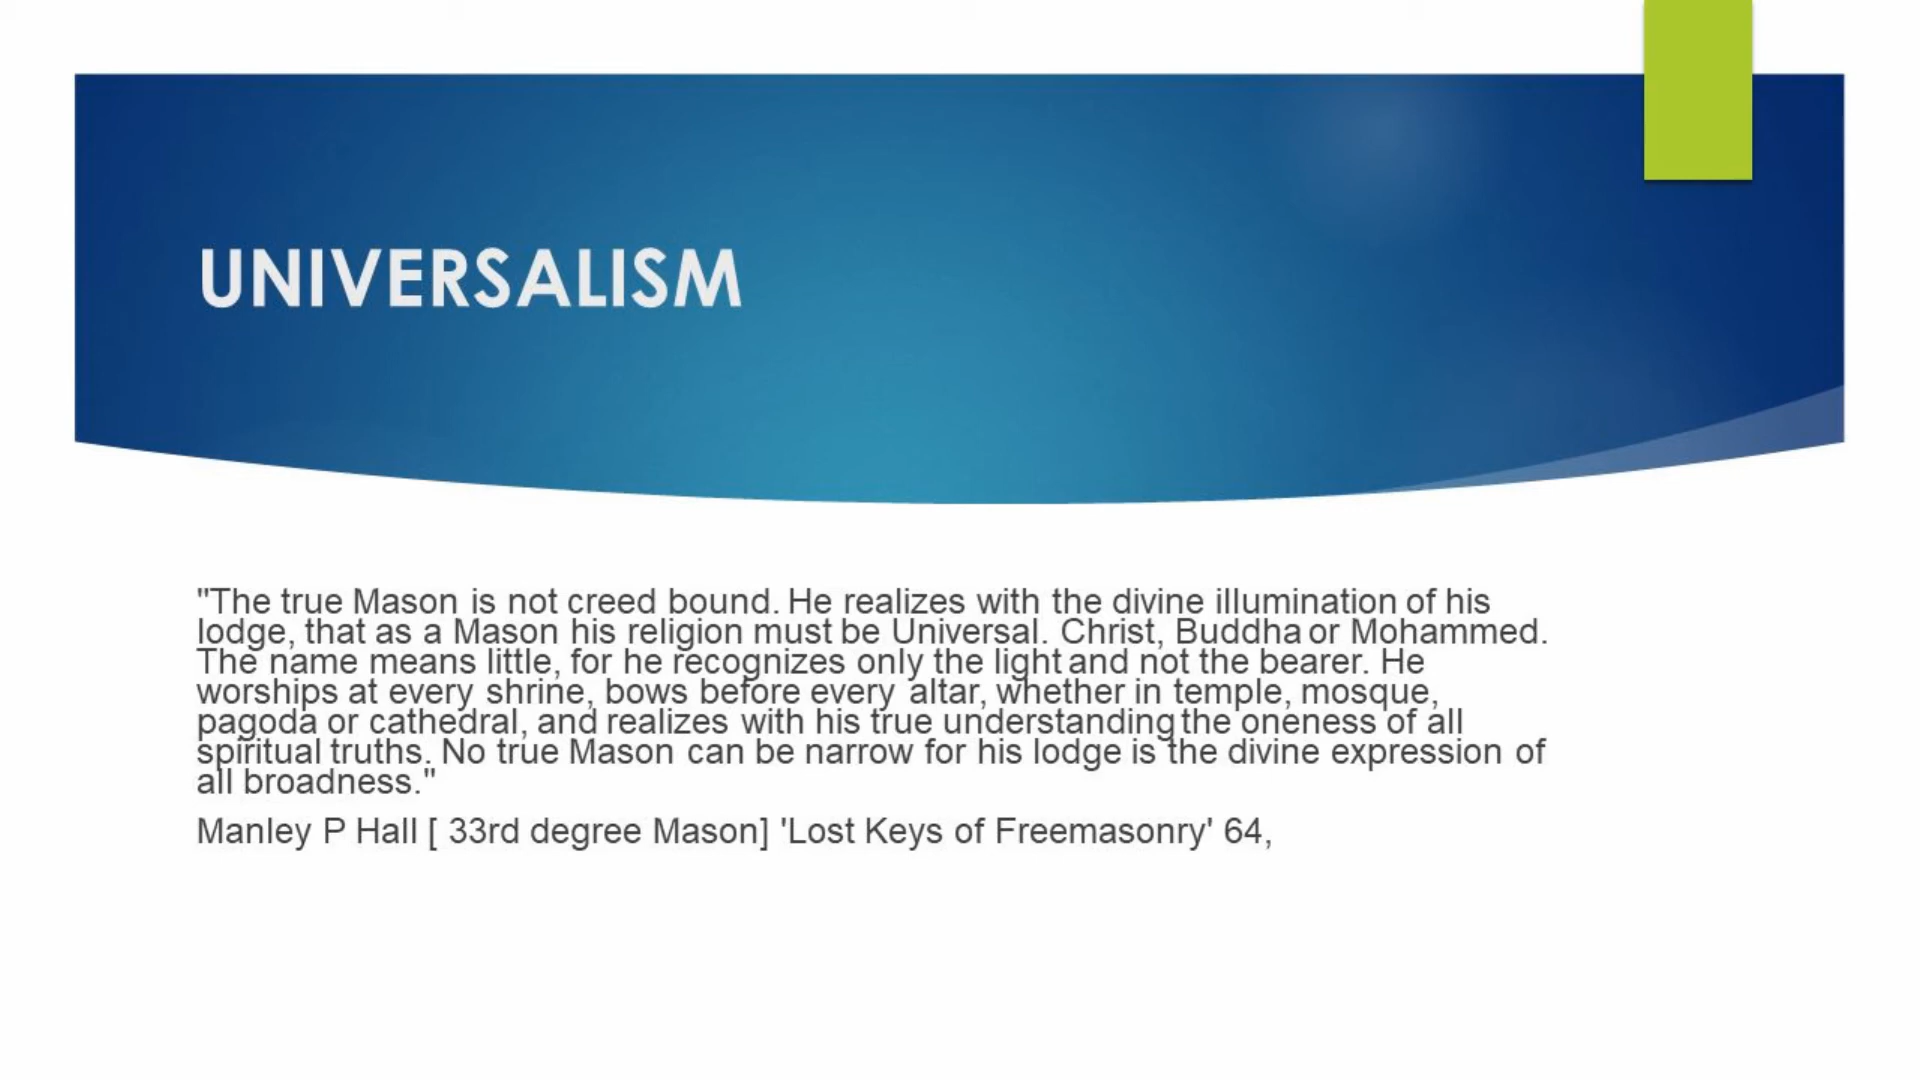 UNIVERSALISM
"The true Mason is not creed bound. He realizes with the divine illumination of his
lodge, that as a Mason his religion must be Universal. Christ, Buddha or Mohammed.
The name means little, for he recognizes only the light and not the bearer. He
worships at every shrine, bows before every altar, whether in temple, mosque,
pagoda or cathedral, and realizes with his true understanding the oneness of all
spiritual truths. No true Mason can be narrow for his lodge is the divine expression of
all broadness."
Manley P Hall [ 33rd degree Mason] 'Lost Keys of Freemasonry' 64,